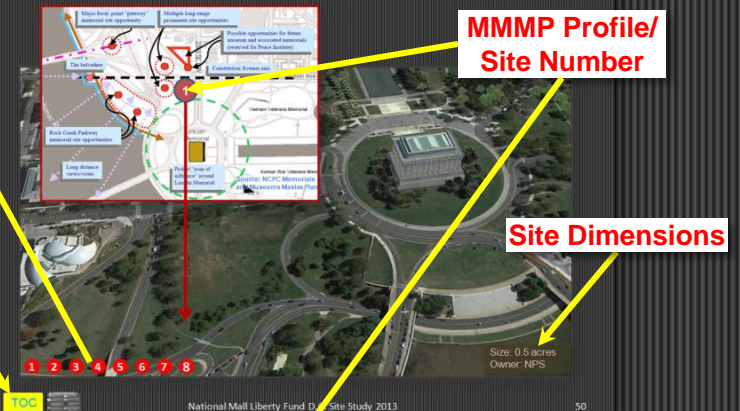 MMMP Profile/
Site Number
Major focal point "gateway"
memorial site opportunity
Multiple long-range
prominent site opportunities
Possible opportunities for future
museum and associated memorials
(reserved for Peace Institute)
The belvedere
Constitution Avenue axis
1
Vietnam Veterans Memorial
Lincoln
Memorial
Rock Creek Parkway
memorial site opportunities
Long distance
views/vistas
Protect "zone of
influence" around
Lincoln Memorial
Korean War Veterans Mem
Source: NCPC Memorials
and Museums Master Plan
Site Dimensions
Size: 0.5 acres
Owner: NPS
1 2 3 4 5 6 7 8
TOC
National Mall Liberty Fund D.C. Site Study 2013
50